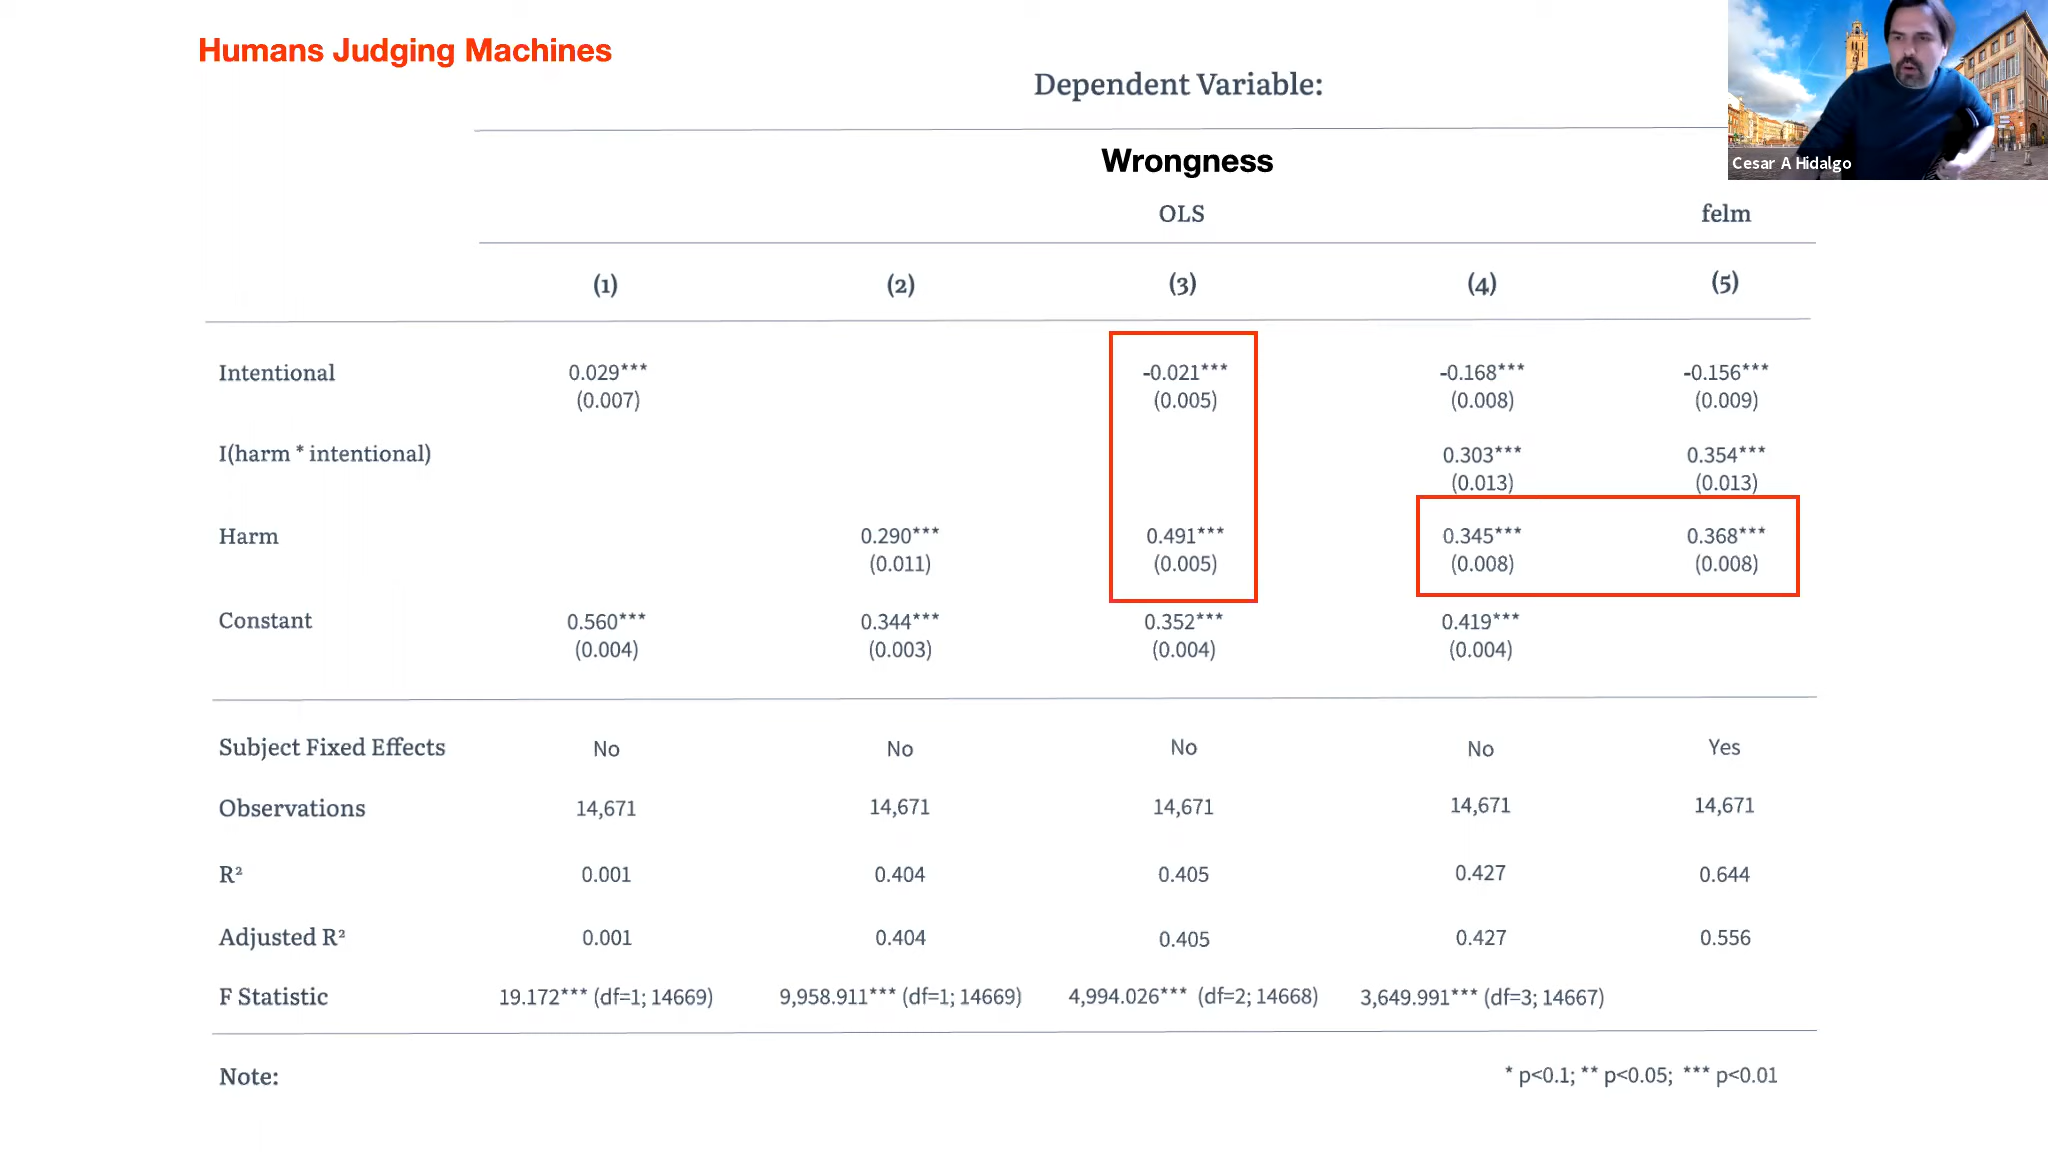 Humans Judging Machines
Dependent Variable:
Cesar A Hidalgo
Wrongness
OLS felm
(1) (2) (3) (4) (5)
Intentional 0.029*** -0.021*** -0.168*** -0.156***
(0.007) (0.005) (0.008) (0.009)
I(harm * intentional) 0.303*** 0.354***
(0.013) (0.013)
Harm 0.290*** 0.491*** 0.345*** 0.368***
(0.011) (0.005) (0.008) (0.008)
Constant 0.560*** 0.344*** 0.352*** 0.419***
(0.004) (0.003) (0.004) (0.004)
Subject Fixed Effects No No No No Yes
Observations 14,671 14,671 14,671 14,671 14,671
R² 0.001 0.404 0.405 0.427 0.644
Adjusted R² 0.001 0.404 0.405 0.427 0.556
F Statistic 19.172*** (df=1; 14669) 9,958.911*** (df=1; 14669) 4,994.026*** (df=2; 14668) 3,649.991*** (df=3; 14667)
Note: * p<0.1; ** p<0.05; *** p<0.01